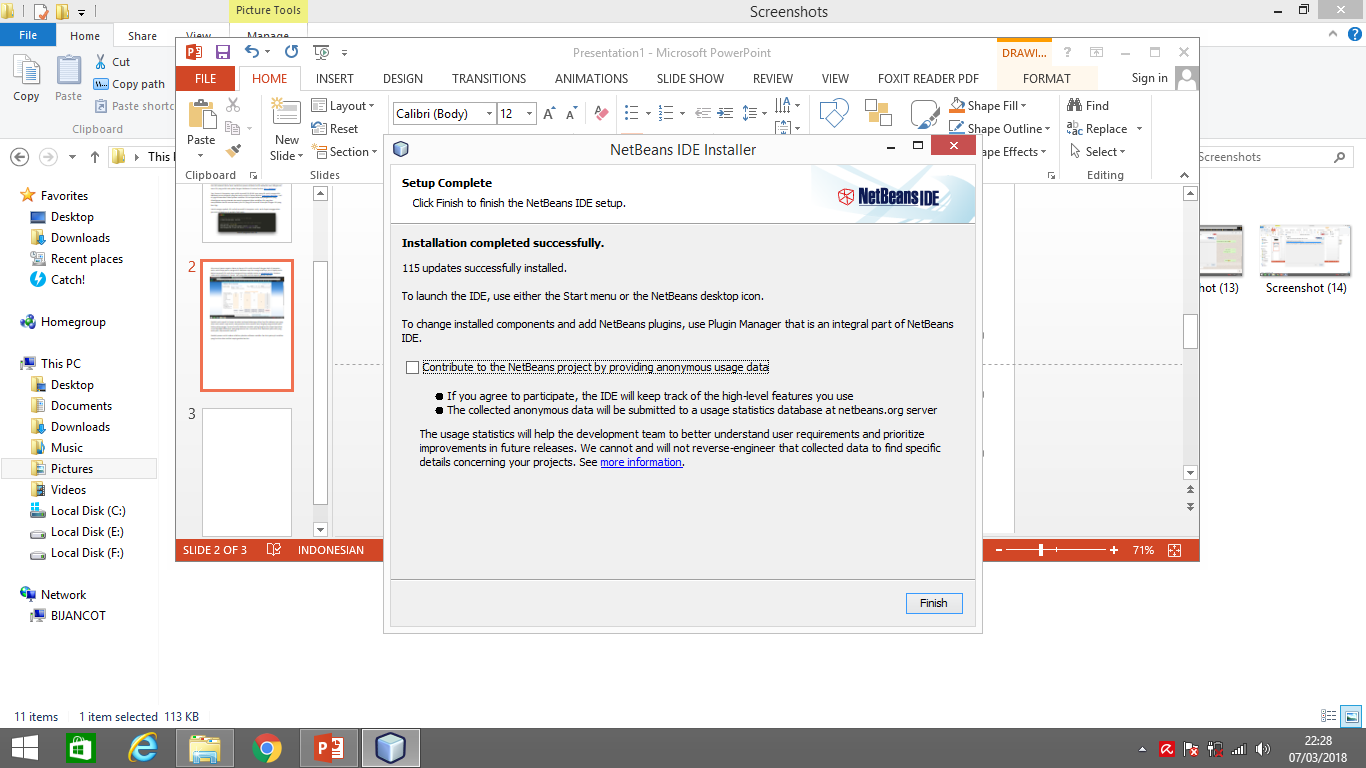 Picture Tools
Screenshots
File
Home
Share
View
Manage
Copy
Paste
Cut
Copy path
Paste shortc
Clipboard
This
Screenshots
Favorites
Desktop
Downloads
Recent places
Catch!
Homegroup
This PC
Desktop
Documents
Downloads
Music
Pictures
Videos
Local Disk (C:)
Local Disk (E:)
Local Disk (F:)
Network
BIJANCOT
11 items
1 item selected 113 KB
Presentation1 - Microsoft PowerPoint
DRAWI...
FILE
HOME
INSERT
DESIGN
TRANSITIONS
ANIMATIONS
SLIDE SHOW
REVIEW
VIEW
FOXIT READER PDF
FORMAT
Sign in
Paste
Clipboard
New
Slide
Layout
Reset
Section
Slides
Calibri (Body)
12
Shape Fill
Shape Outline
ape Effects
Find
Replace
Select
Editing
2
3
SLIDE 2 OF 3
INDONESIAN
71%
NetBeans IDE Installer
Setup Complete
Click Finish to finish the NetBeans IDE setup.
NetBeans IDE
Installation completed successfully.
115 updates successfully installed.
To launch the IDE, use either the Start menu or the NetBeans desktop icon.
To change installed components and add NetBeans plugins, use Plugin Manager that is an integral part of NetBeans
IDE.
Contribute to the NetBeans project by providing anonymous usage data
● If you agree to participate, the IDE will keep track of the high-level features you use
● The collected anonymous data will be submitted to a usage statistics database at netbeans.org server
The usage statistics will help the development team to better understand user requirements and prioritize
improvements in future releases. We cannot and will not reverse-engineer that collected data to find specific
details concerning your projects. See more information.
Finish
hot (13)
Screenshot (14)
22:28
07/03/2018